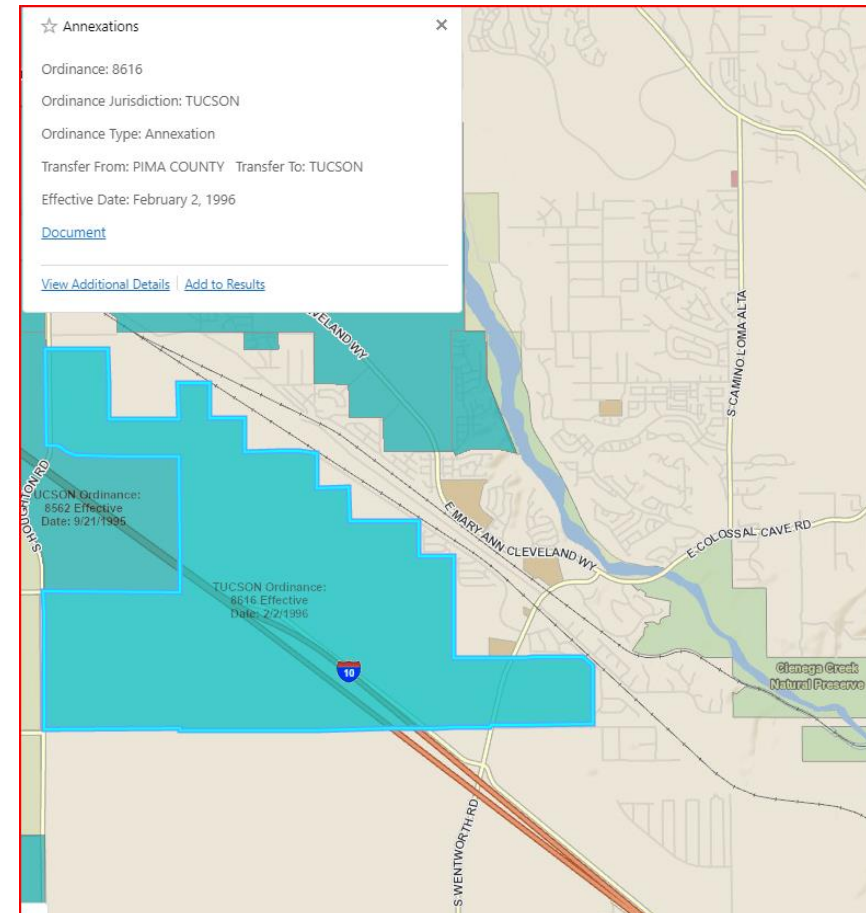 ☆ Annexations ×
Ordinance: 8616
Ordinance Jurisdiction: TUCSON
Ordinance Type: Annexation
Transfer From: PIMA COUNTY Transfer To: TUCSON
Effective Date: February 2, 1996
Document
View Additional Details | Add to Results
VELAND WY
S CAMINO LOMA ALTA
S HOUGHTON RD
TUCSON Ordinance:
8562 Effective
Date: 9/21/1995
E MARY ANN CLEVELAND WY
E COLOSSAL CAVE RD
TUCSON Ordinance:
8616 Effective
Date: 2/2/1996
10
Cienega Creek
Natural Preserve
S WENTWORTH RD